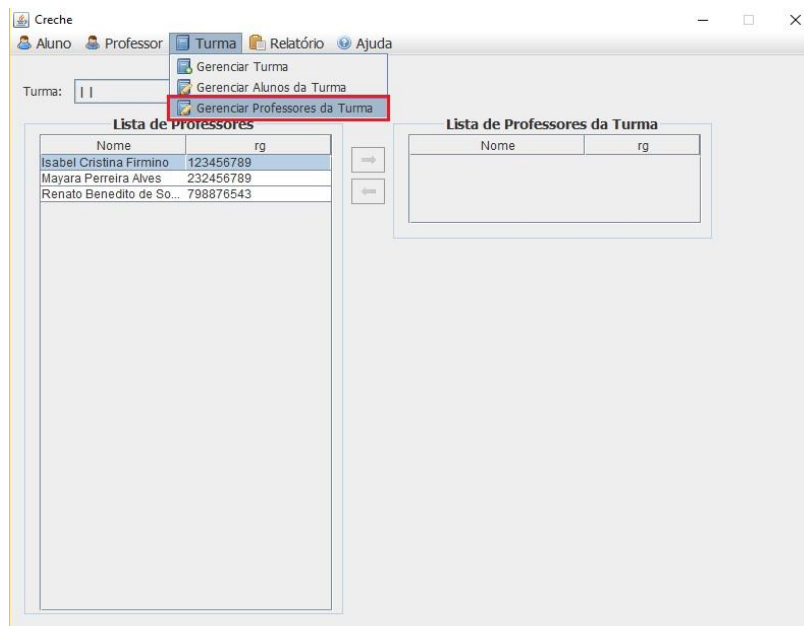 Creche
Aluno Professor Turma Relatório Ajuda
Gerenciar Turma
Gerenciar Alunos da Turma
Gerenciar Professores da Turma
Turma: | |
Lista de Professores
Nome rg
Isabel Cristina Firmino 123456789
Mayara Perreira Alves 232456789
Renato Benedito de So... 798876543
Lista de Professores da Turma
Nome rg